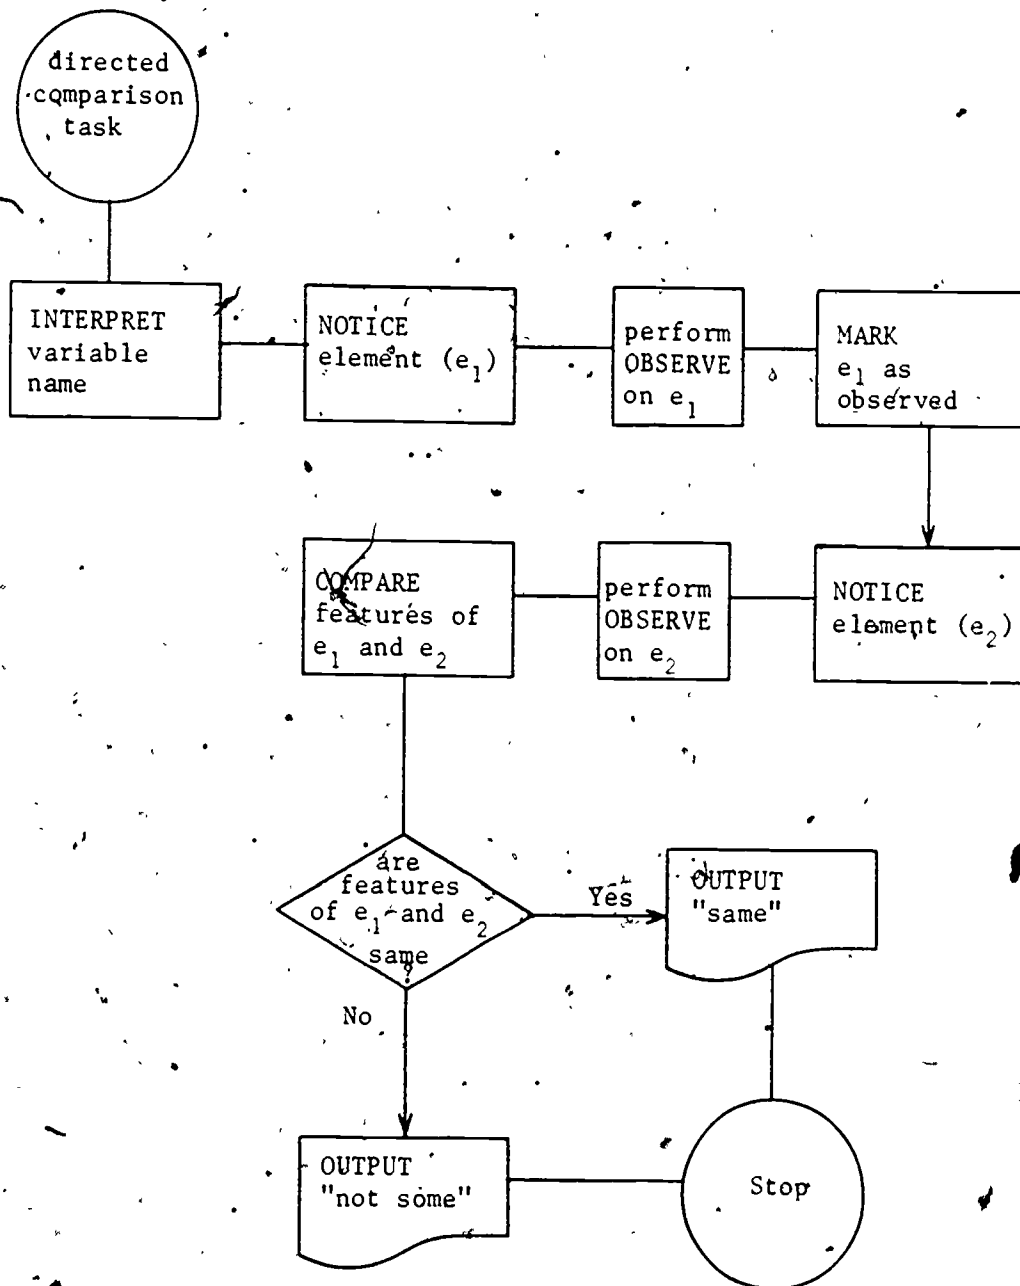 directed
comparison
task
INTERPRET
variable
name
NOTICE
element (e₁)
perform
OBSERVE
on e₁
MARK
e₁ as
observed
NOTICE
element (e₂)
perform
OBSERVE
on e₂
COMPARE
features of
e₁ and e₂
are
features
of e₁ and e₂
same
?
Yes
OUTPUT
"same"
No
OUTPUT
"not some"
Stop